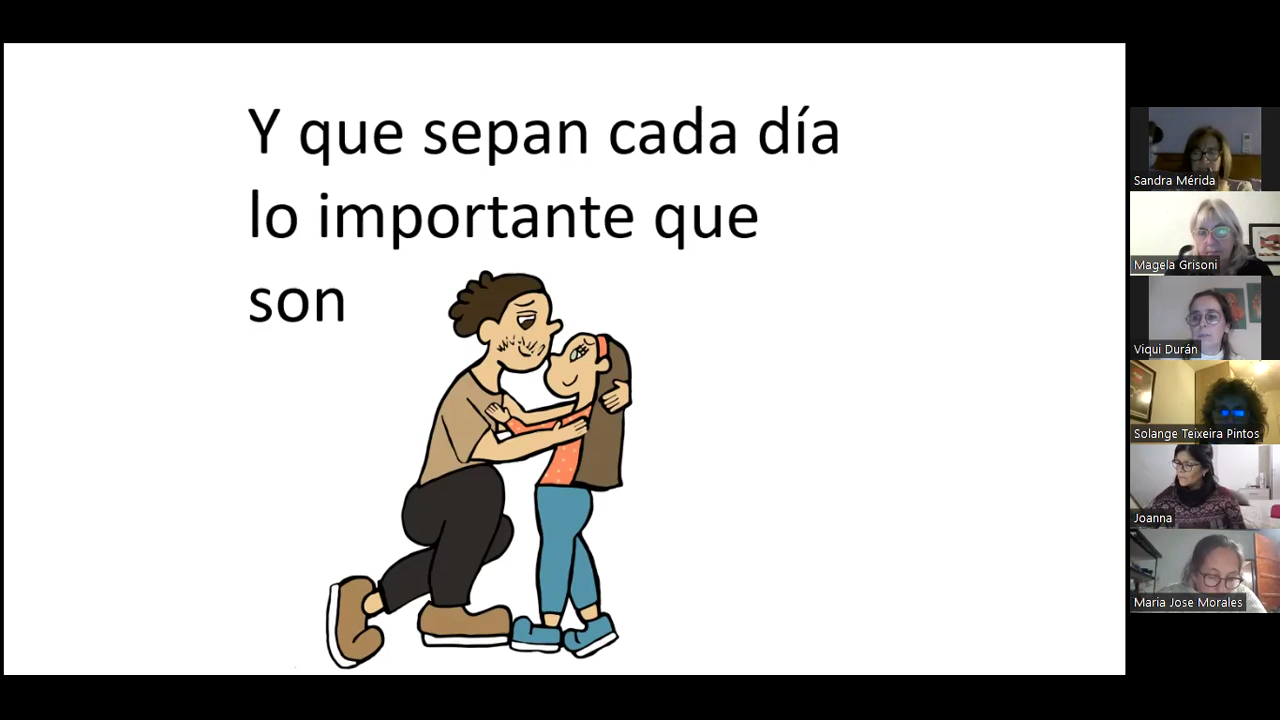 Y que sepan cada día
lo importante que
son
Sandra Mérida
Magela Grisoni
Viqui Durán
Solange Teixeira Pintos
Joanna
Maria Jose Morales